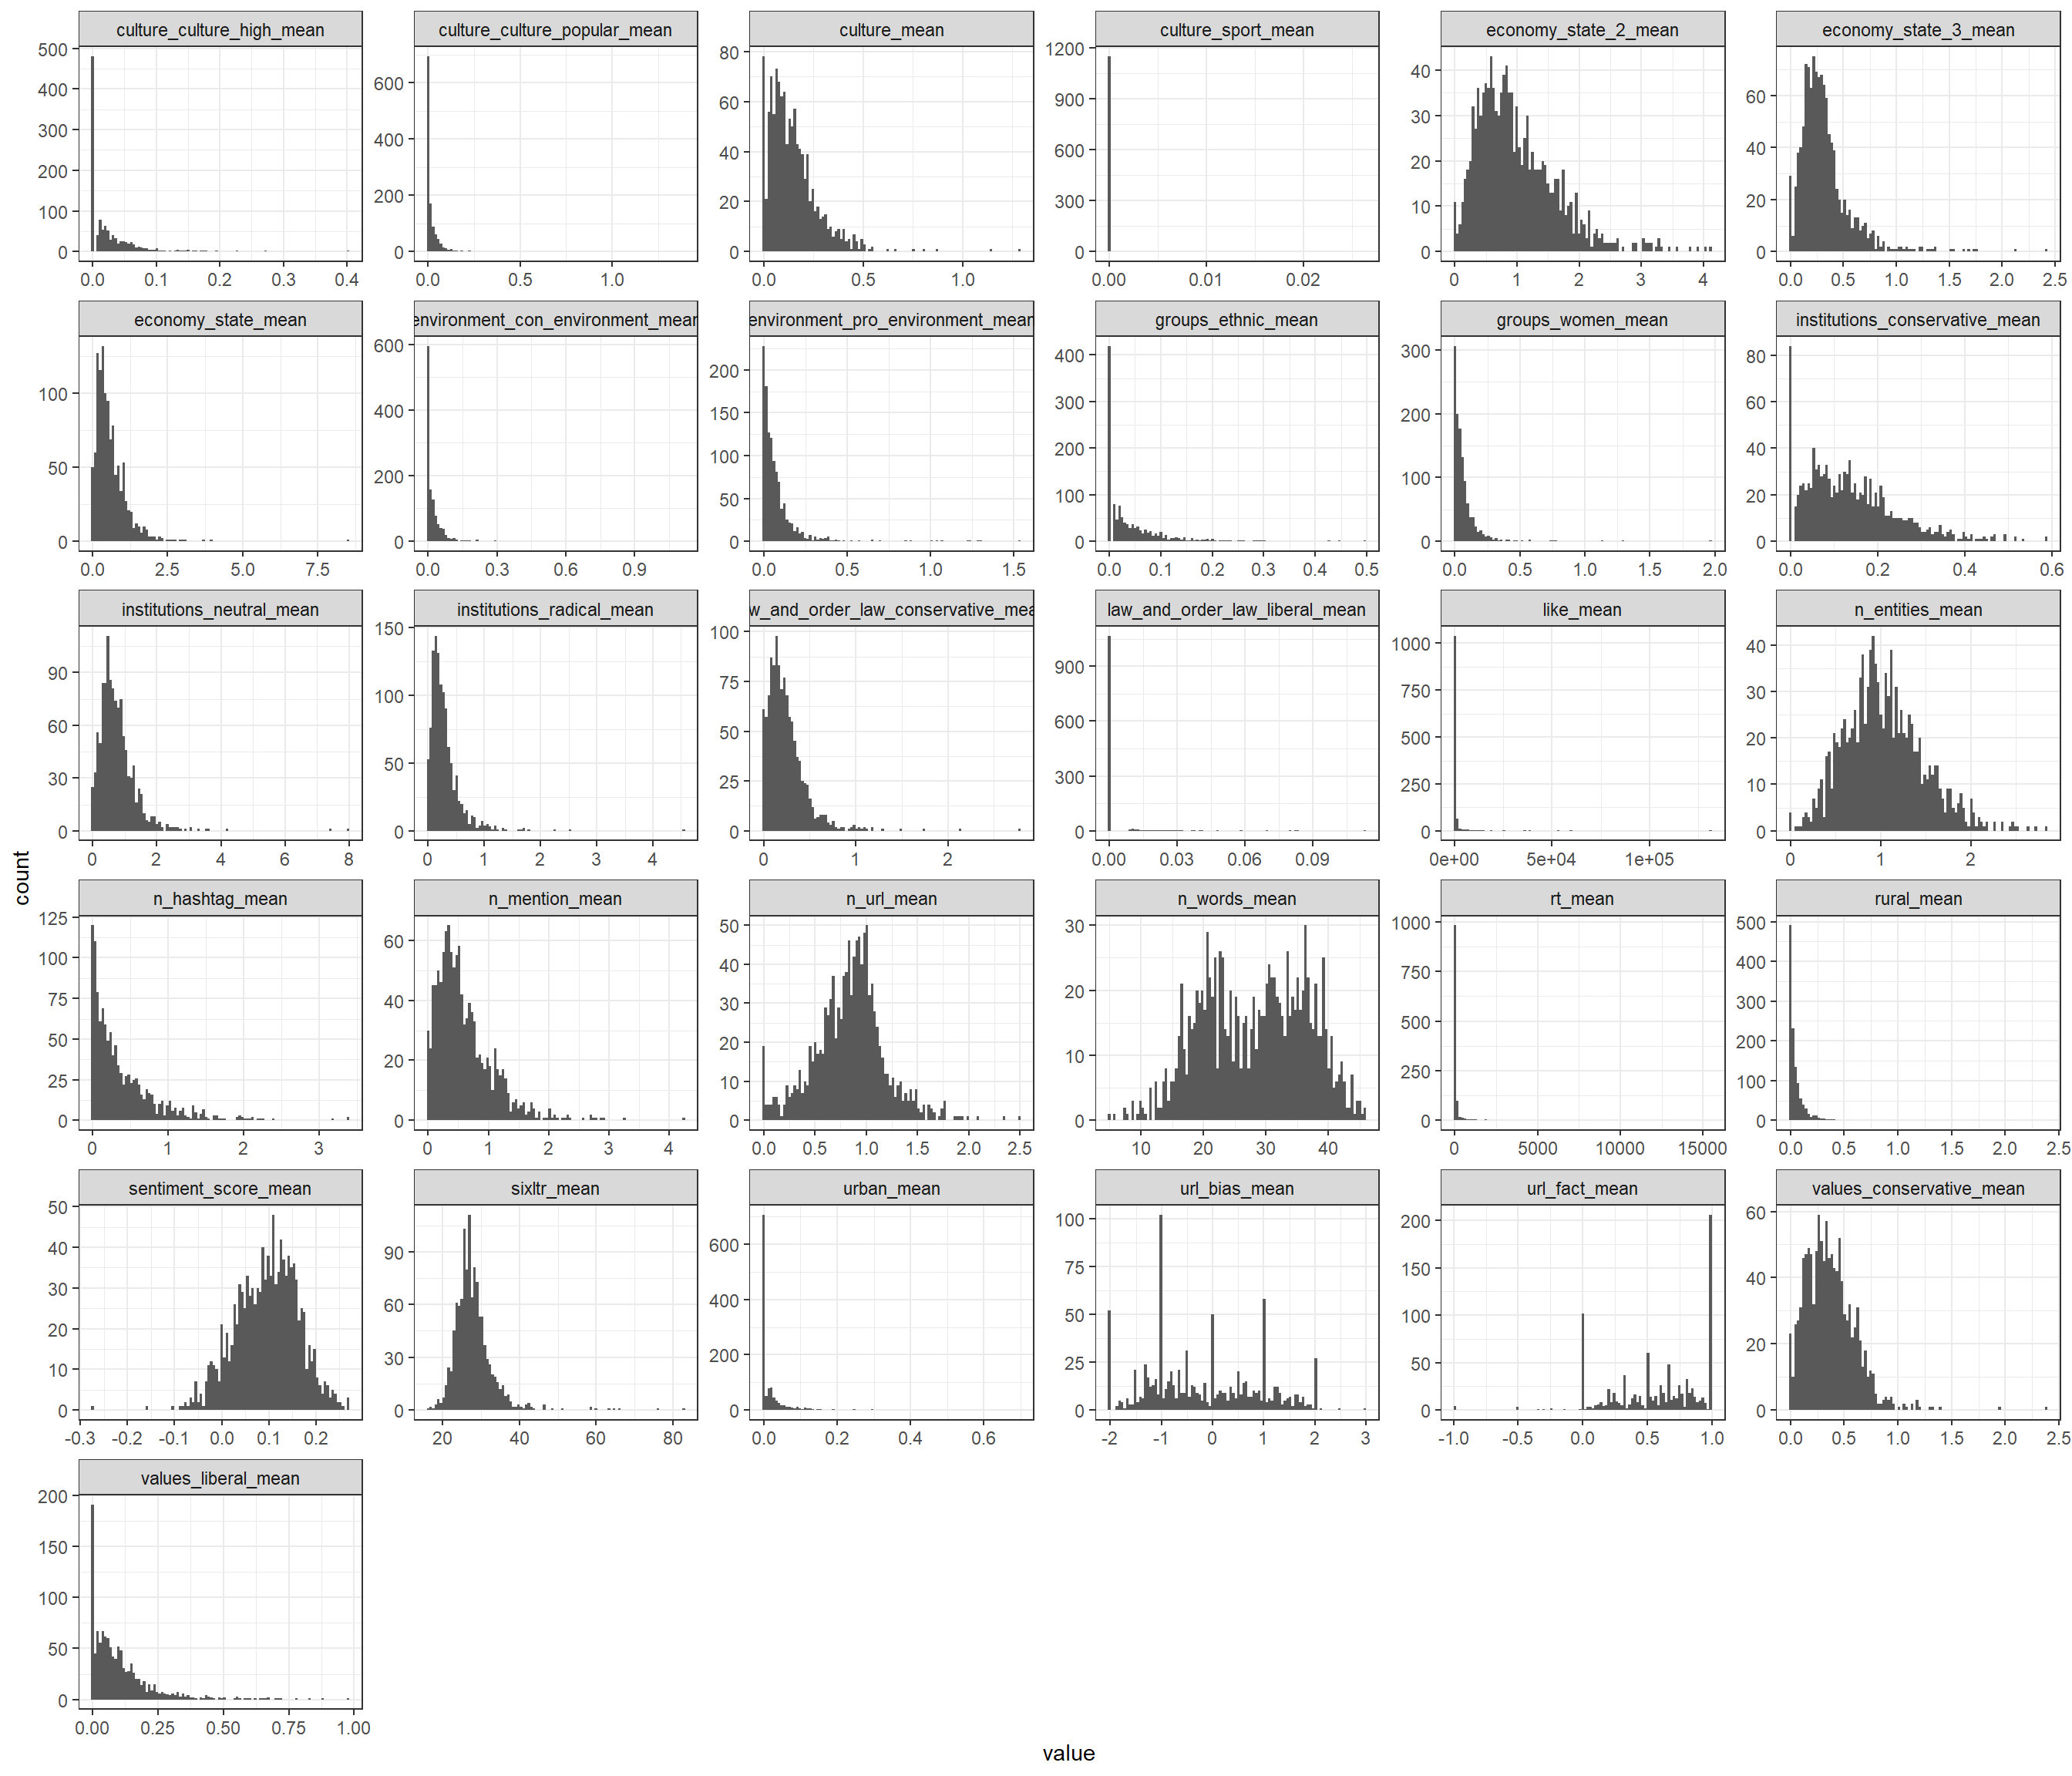 culture_culture_high_mean culture_culture_popular_mean culture_mean culture_sport_mean economy_state_2_mean economy_state_3_mean
500 400 300 200 100 0
600 400 200 0
80 60 40 20 0
1200 900 600 300 0
40 30 20 10 0
60 40 20 0
0.0 0.1 0.2 0.3 0.4
0.0 0.5 1.0
0.0 0.5 1.0
0.00 0.01 0.02
0 1 2 3 4
0.0 0.5 1.0 1.5 2.0 2.5
economy_state_mean environment_con_environment_mean environment_pro_environment_mean groups_ethnic_mean groups_women_mean institutions_conservative_mean
100 50 0
600 400 200 0
200 150 100 50 0
400 300 200 100 0
300 200 100 0
80 60 40 20 0
0.0 2.5 5.0 7.5
0.0 0.3 0.6 0.9
0.0 0.5 1.0 1.5
0.0 0.1 0.2 0.3 0.4 0.5
0.0 0.5 1.0 1.5 2.0
0.0 0.2 0.4 0.6
institutions_neutral_mean institutions_radical_mean w_and_order_law_conservative_mea law_and_order_law_liberal_mean like_mean n_entities_mean
90 60 30 0
150 100 50 0
100 75 50 25 0
900 600 300 0
1000 750 500 250 0
40 30 20 10 0
0 2 4 6 8
0 1 2 3 4
0 1 2
0.00 0.03 0.06 0.09
0e+00 5e+04 1e+05
0 1 2
count
n_hashtag_mean n_mention_mean n_url_mean n_words_mean rt_mean rural_mean
125 100 75 50 25 0
60 40 20 0
50 40 30 20 10 0
30 20 10 0
1000 750 500 250 0
500 400 300 200 100 0
0 1 2 3
0 1 2 3 4
0.0 0.5 1.0 1.5 2.0 2.5
10 20 30 40
0 5000 10000 15000
0.0 0.5 1.0 1.5 2.0 2.5
sentiment_score_mean sixltr_mean urban_mean url_bias_mean url_fact_mean values_conservative_mean
50 40 30 20 10 0
90 60 30 0
600 400 200 0
100 75 50 25 0
200 150 100 50 0
60 40 20 0
-0.3 -0.2 -0.1 0.0 0.1 0.2
20 40 60 80
0.0 0.2 0.4 0.6
-2 -1 0 1 2 3
-1.0 -0.5 0.0 0.5 1.0
0.0 0.5 1.0 1.5 2.0 2.5
values_liberal_mean
200 150 100 50 0
0.00 0.25 0.50 0.75 1.00
value